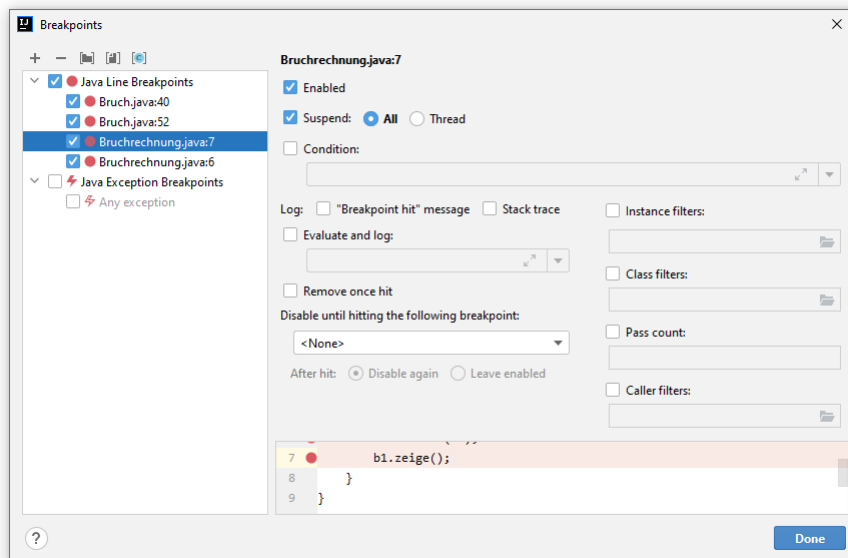 Breakpoints
Bruchrechnung.java:7
Java Line Breakpoints
Bruch.java:40
Bruch.java:52
Bruchrechnung.java:7
Bruchrechnung.java:6
Java Exception Breakpoints
Any exception
Enabled
Suspend: All Thread
Condition:
Log: "Breakpoint hit" message Stack trace
Evaluate and log:
Remove once hit
Disable until hitting the following breakpoint:
<None>
After hit: Disable again Leave enabled
Instance filters:
Class filters:
Pass count:
Caller filters:
7 b1.zeige();
8 }
9 }
? Done